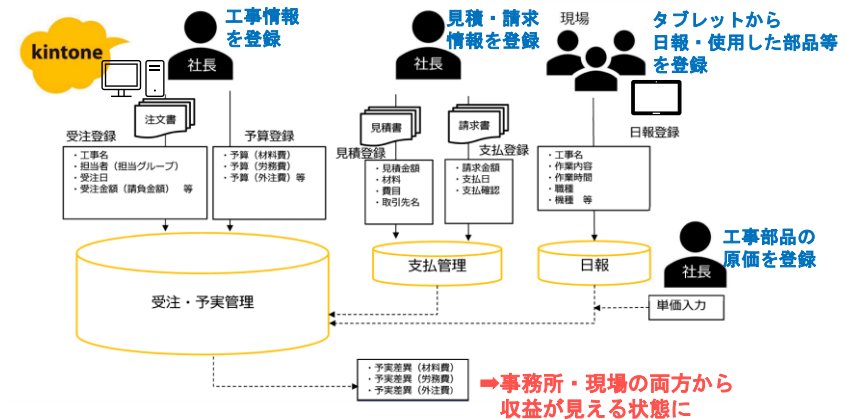 kintone
社長
工事情報
を登録
社長
見積・請求
情報を登録
現場
タブレットから
日報・使用した部品等
を登録
注文書
見積書
請求書
日報登録
受注登録
・工事名
・担当者（担当グループ）
・受注日
・受注金額（請負金額）　等
予算登録
・予算（材料費）
・予算（労務費）
・予算（外注費）等
見積登録
・見積金額
・材料
・費目
・取引先名
支払登録
・請求金額
・支払日
・支払確認
・工事名
・作業内容
・作業時間
・職種
・機種　等
受注・予実管理
支払管理
日報
社長
工事部品の
原価を登録
単価入力
・予実差異（材料費）
・予実差異（労務費）
・予実差異（外注費）
➡事務所・現場の両方から
収益が見える状態に